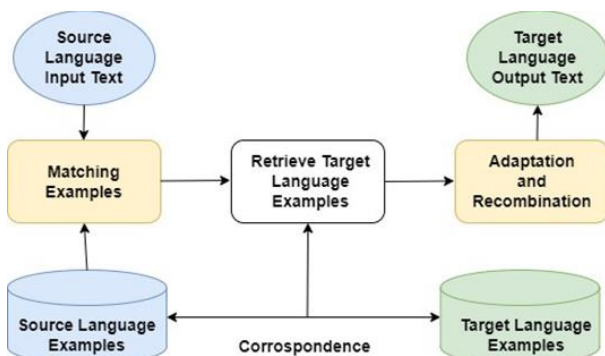 Source
Language
Input Text
Target
Language
Output Text
Matching
Examples
Retrieve Target
Language
Examples
Adaptation
and
Recombination
Source Language
Examples
Corrospondence
Target Language
Examples